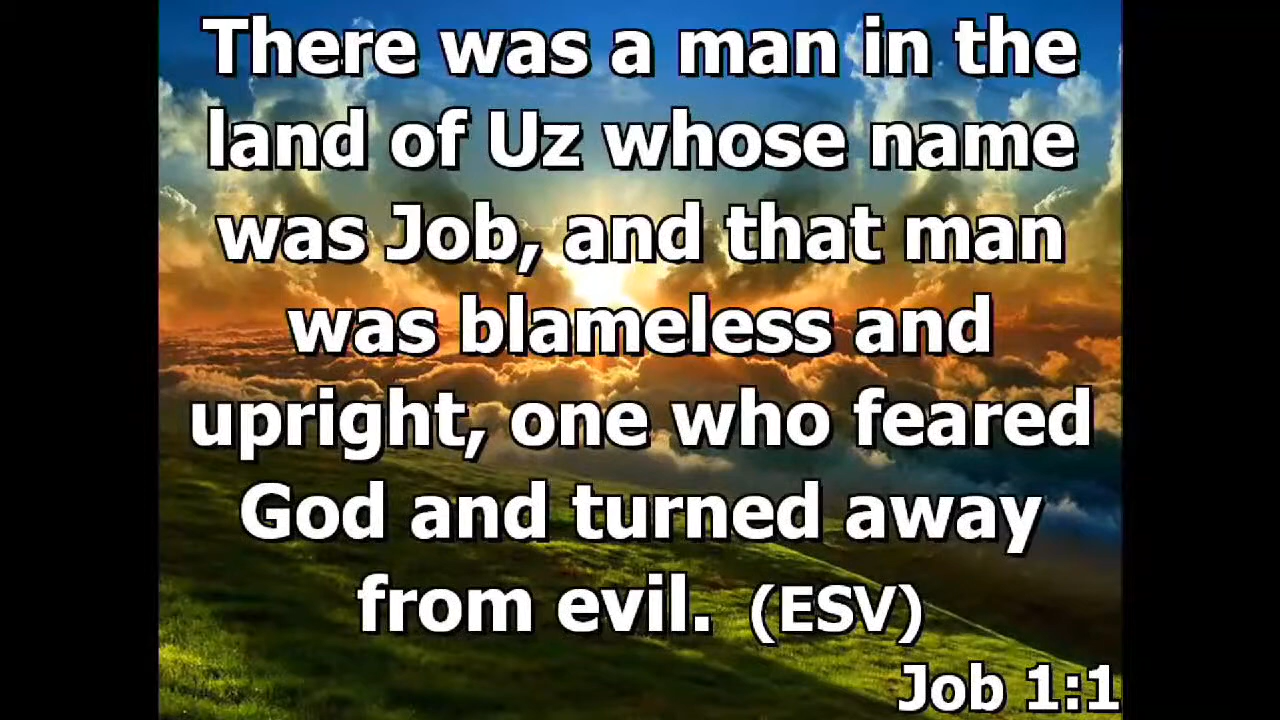 There was a man in the
land of Uz whose name
was Job, and that man
was blameless and
upright, one who feared
God and turned away
from evil. (ESV)
Job 1:1